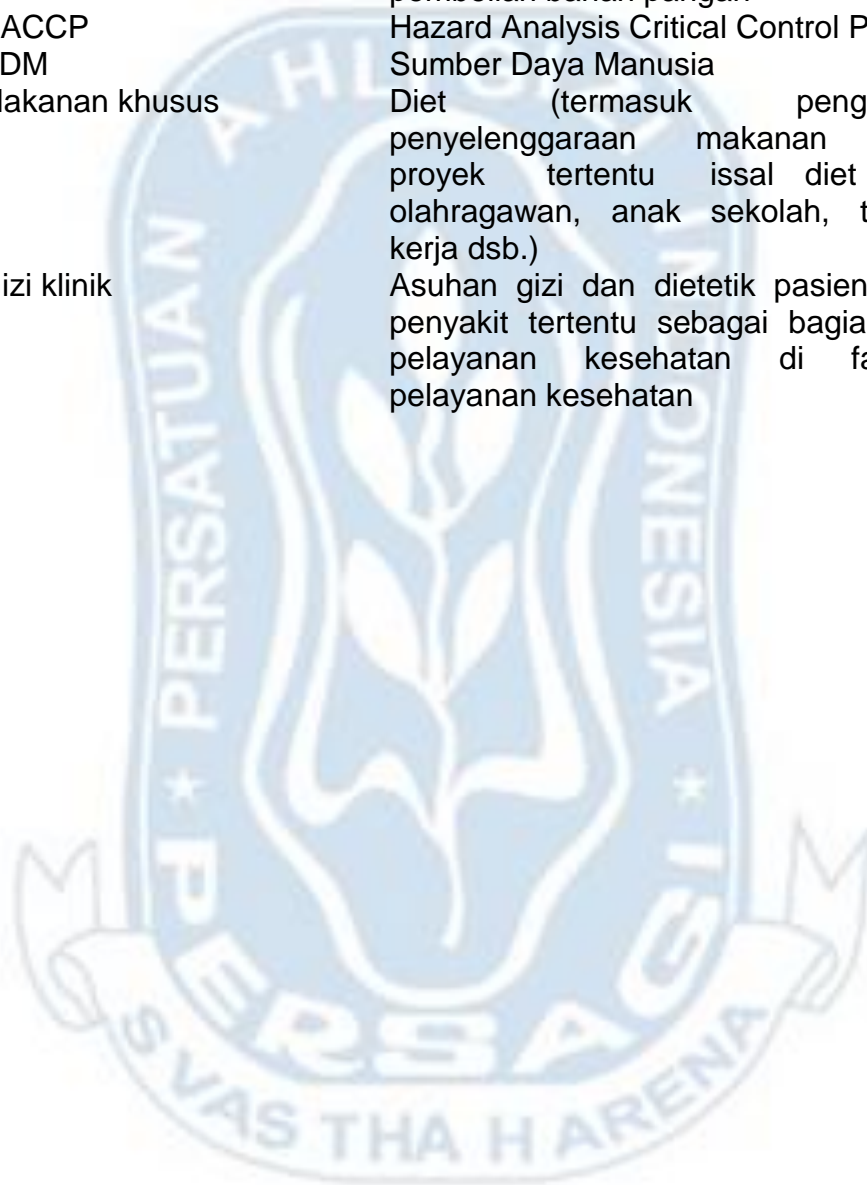 pembelian bahan pangan
ACCP Hazard Analysis Critical Control P
DM Sumber Daya Manusia
lakanan khusus Diet (termasuk peng
penyelenggaraan makanan
proyek tertentu issal diet
olahragawan, anak sekolah, t
kerja dsb.)
izi klinik Asuhan gizi dan dietetik pasien
penyakit tertentu sebagai bagia
pelayanan kesehatan di fa
pelayanan kesehatan
PERSATUAN AHLI GIZI INDONESIA
PERSAGI
SVASTHA HARENA